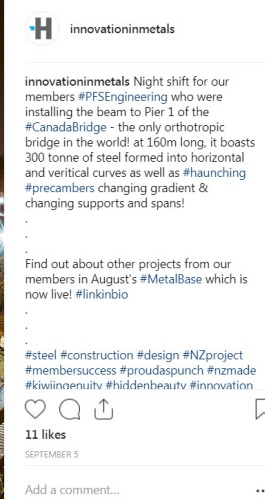 innovationinmetals
innovationinmetals Night shift for our
members #PFSEngineering who were
installing the beam to Pier 1 of the
#CanadaBridge - the only orthotropic
bridge in the world! at 160m long, it boasts
300 tonne of steel formed into horizontal
and veritical curves as well as #haunching
#precambers changing gradient &
changing supports and spans!
.
.
.
Find out about other projects from our
members in August's #MetalBase which is
now live! #linkinbio
.
.
.
#steel #construction #design #NZproject
#membersuccess #proudaspunch #nzmade
#kiwiingenuity #hiddenbeauty #innovation
11 likes
SEPTEMBER 5
Add a comment...